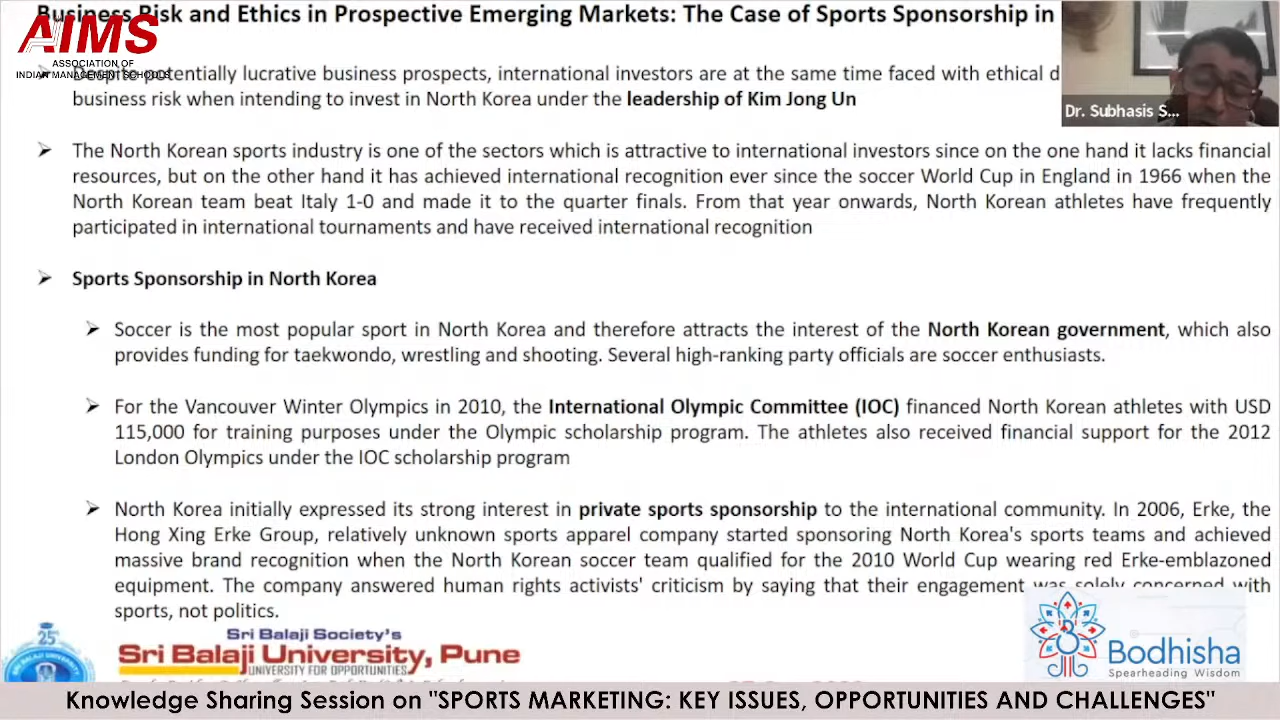 Business Risk and Ethics in Prospective Emerging Markets: The Case of Sports Sponsorship in
AIMS
ASSOCIATION OF
INDIAN MANAGEMENT SCHOOLS
potentially lucrative business prospects, international investors are at the same time faced with ethical
business risk when intending to invest in North Korea under the leadership of Kim Jong Un
Dr. Subhasis S...
➢ The North Korean sports industry is one of the sectors which is attractive to international investors since on the one hand it lacks financial
resources, but on the other hand it has achieved international recognition ever since the soccer World Cup in England in 1966 when the
North Korean team beat Italy 1-0 and made it to the quarter finals. From that year onwards, North Korean athletes have frequently
participated in international tournaments and have received international recognition
➢ Sports Sponsorship in North Korea
➢ Soccer is the most popular sport in North Korea and therefore attracts the interest of the North Korean government, which also
provides funding for taekwondo, wrestling and shooting. Several high-ranking party officials are soccer enthusiasts.
➢ For the Vancouver Winter Olympics in 2010, the International Olympic Committee (IOC) financed North Korean athletes with USD
115,000 for training purposes under the Olympic scholarship program. The athletes also received financial support for the 2012
London Olympics under the IOC scholarship program
➢ North Korea initially expressed its strong interest in private sports sponsorship to the international community. In 2006, Erke, the
Hong Xing Erke Group, relatively unknown sports apparel company started sponsoring North Korea's sports teams and achieved
massive brand recognition when the North Korean soccer team qualified for the 2010 World Cup wearing red Erke-emblazoned
equipment. The company answered human rights activists' criticism by saying that their engagement was solely concerned with
sports, not politics.
25
Sri Balaji Society's
Sri Balaji University, Pune
UNIVERSITY FOR OPPORTUNITIES
Bodhisha
Spearheading Wisdom
Knowledge Sharing Session on "SPORTS MARKETING: KEY ISSUES, OPPORTUNITIES AND CHALLENGES"